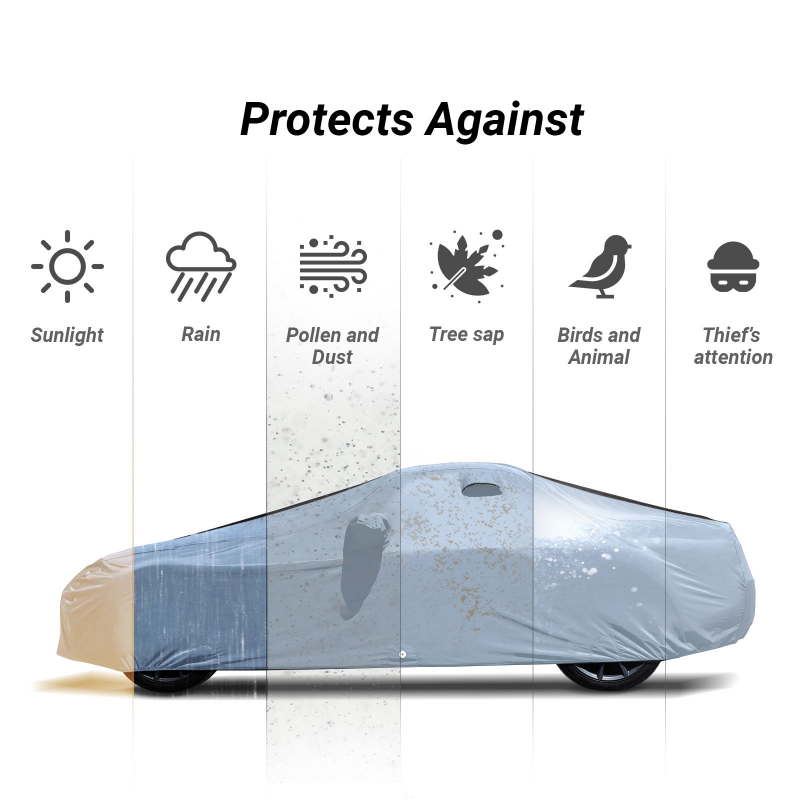 Protects Against
Sunlight
Rain
Pollen and
Dust
Tree sap
Birds and
Animal
Thief's
attention